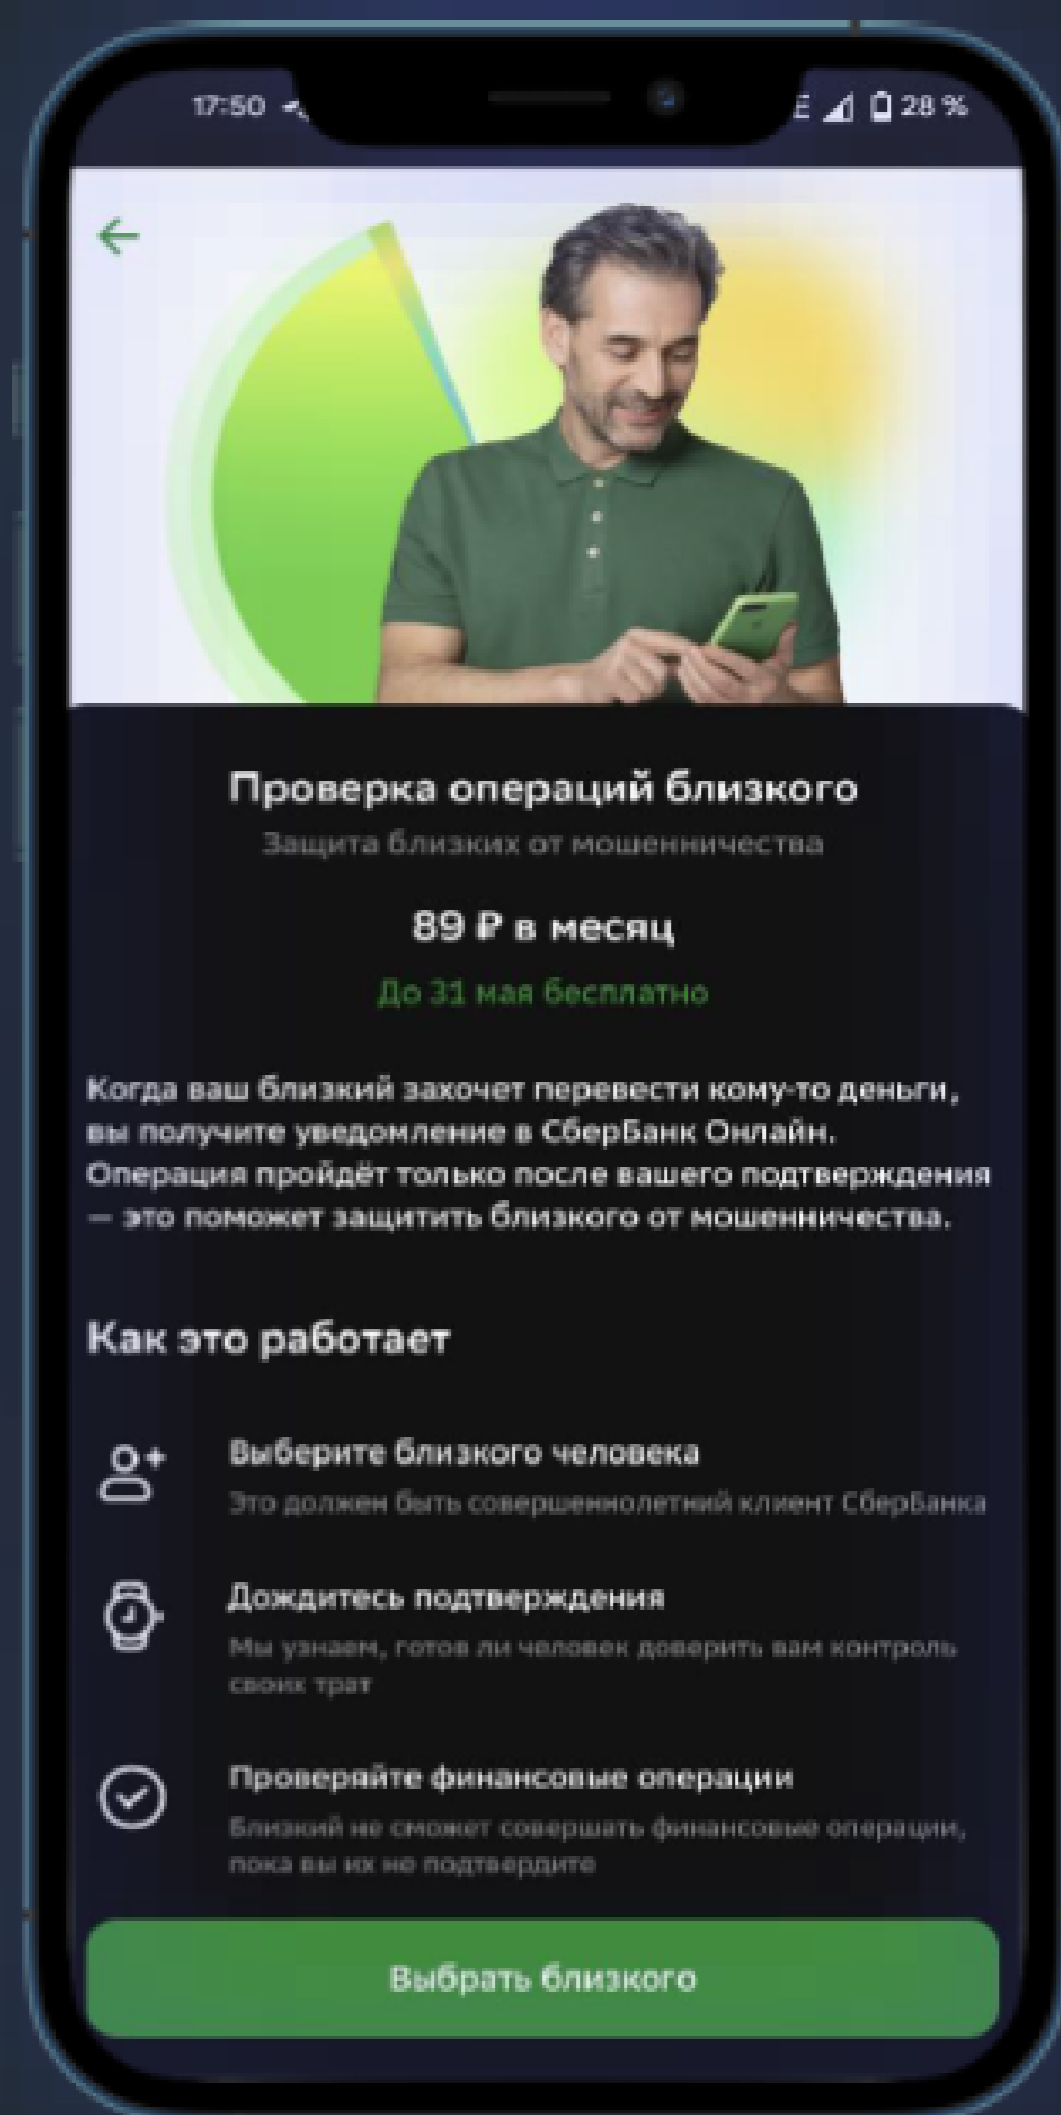 17:50
E
28 %
Проверка операций близкого
Защита близких от мошенничества
89 ₽ в месяц
До 31 мая бесплатно
Когда ваш близкий захочет перевести кому-то деньги,
вы получите уведомление в СберБанк Онлайн.
Операция пройдёт только после вашего подтверждения
— это поможет защитить близкого от мошенничества.
Как это работает
Выберите близкого человека
Это должен быть совершеннолетний клиент СберБанка
Дождитесь подтверждения
Мы узнаем, готов ли человек доверить вам контроль
своих трат
Проверяйте финансовые операции
Близкий не сможет совершать финансовые операции,
пока вы их не подтвердите
Выбрать близкого